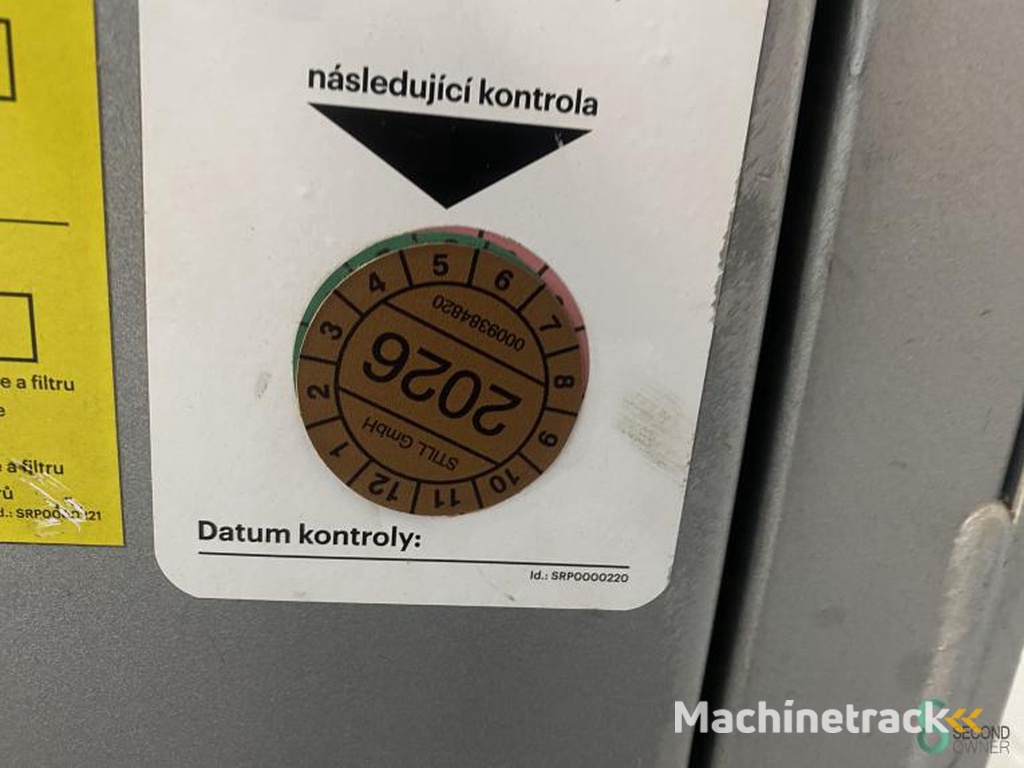 následující kontrola
4 5 6
3 7
2 8
1 9
12 11 10
0009384820
2026
STILL GmbH
Datum kontroly:
Id.: SRP0000220
e a filtru
e
a filtru
ů
Machinetrack
SECOND
OWNER